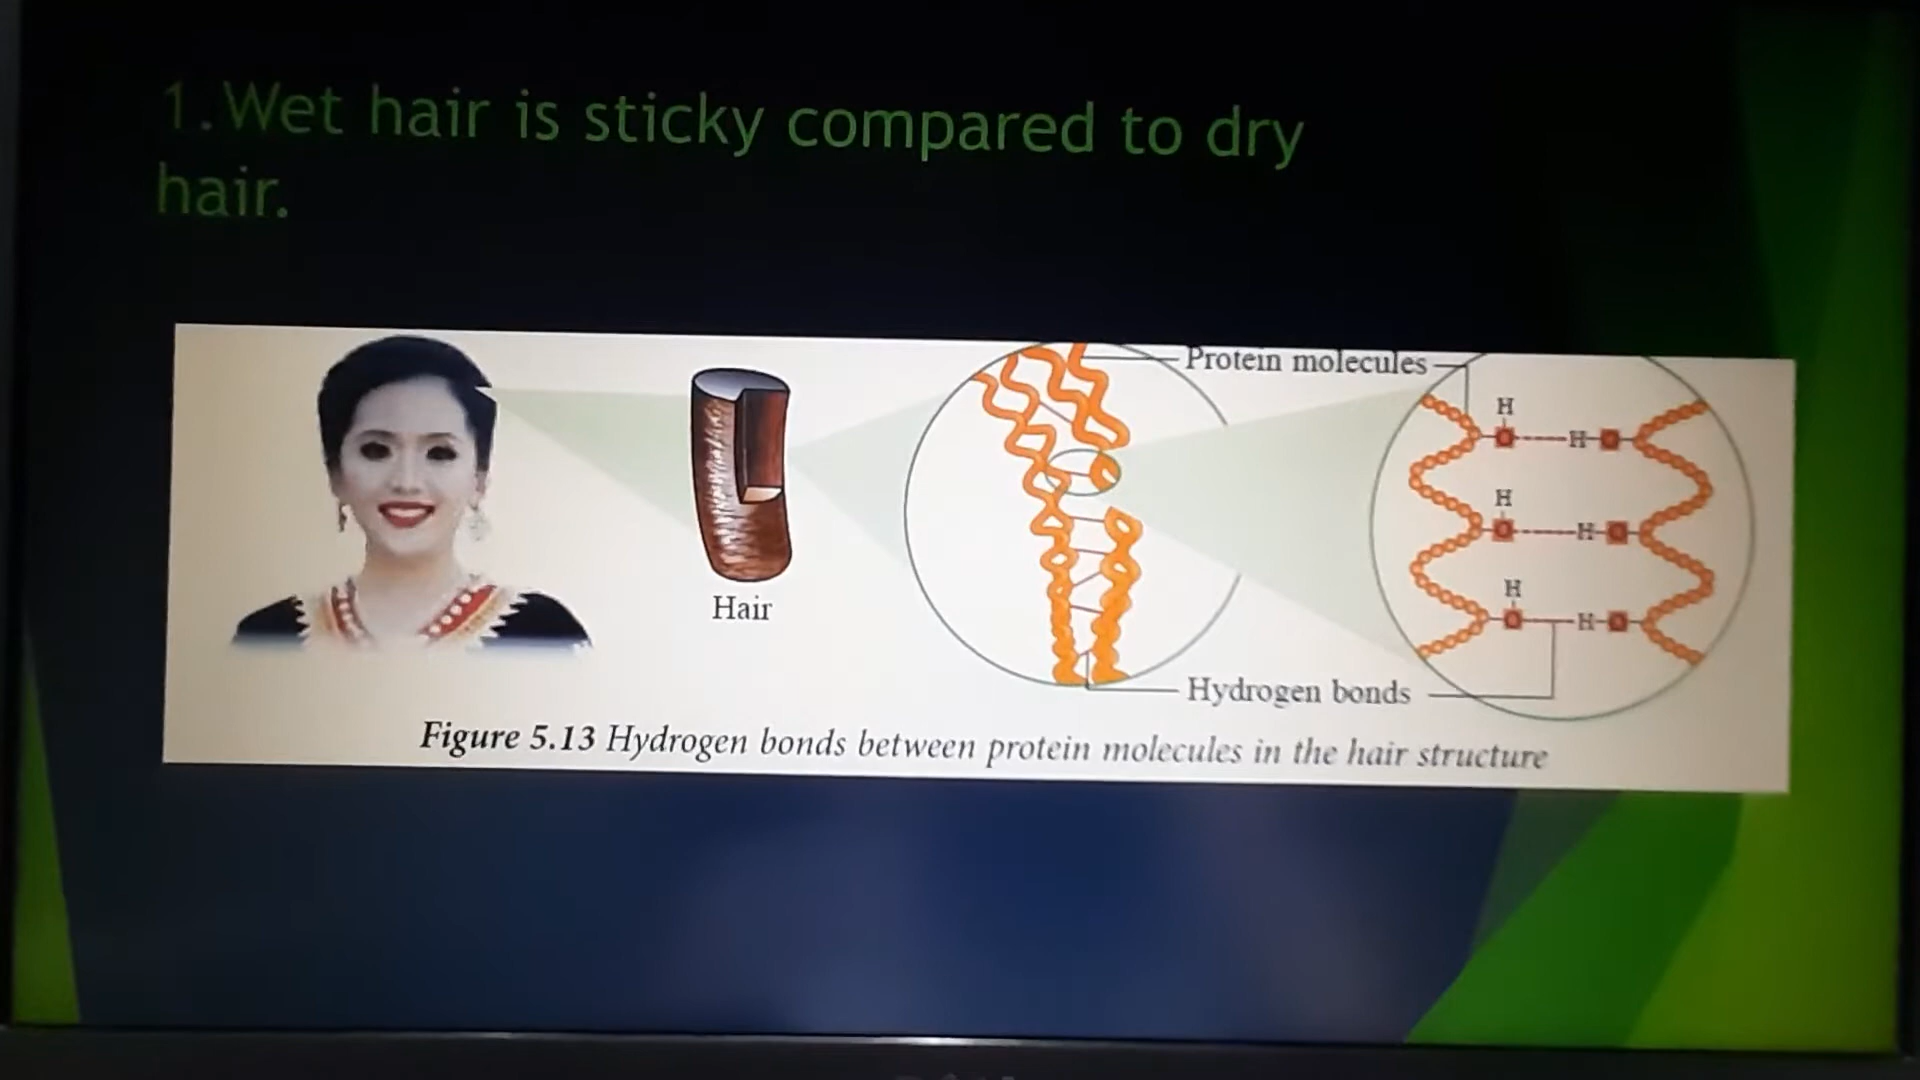 1.Wet hair is sticky compared to dry
hair.
Protein molecules
H
H
O
O
H
H
O
O
H
H
O
O
Hair
Hydrogen bonds
Figure 5.13 Hydrogen bonds between protein molecules in the hair structure